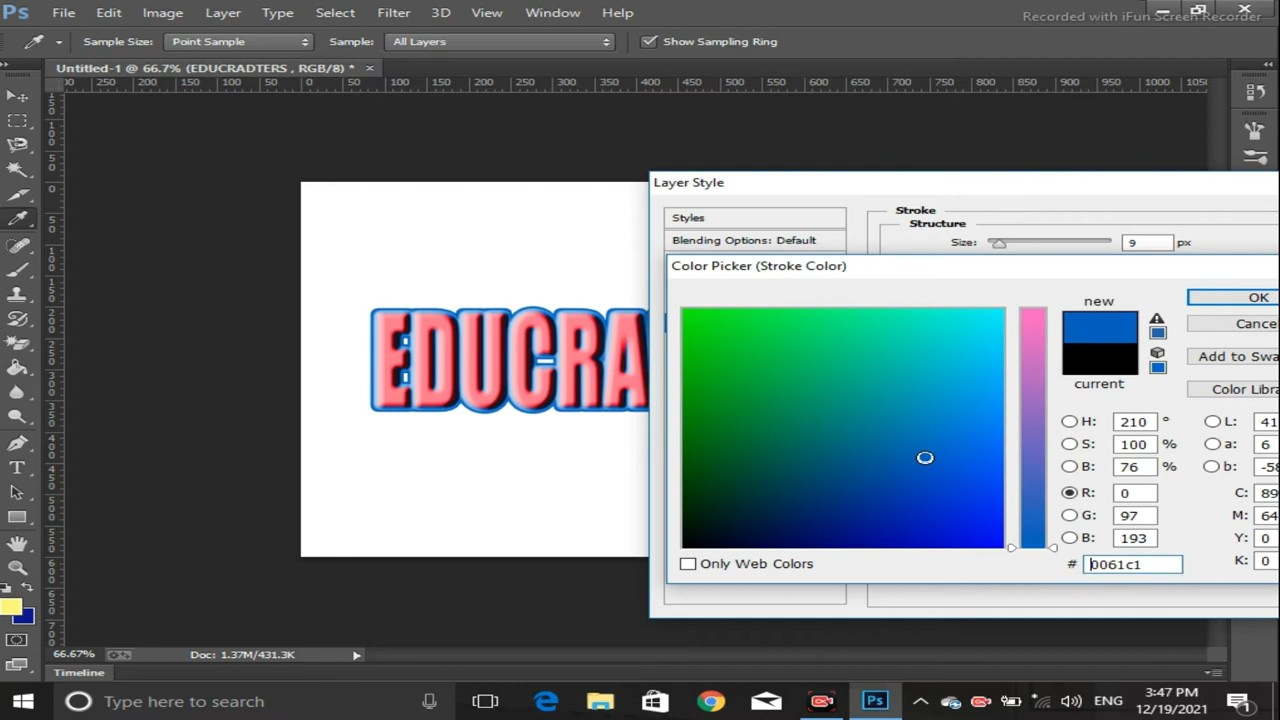 Ps File Edit Image Layer Type Select Filter 3D View Window Help
Recorded with iFun Screen Recorder
Sample Size: Point Sample Sample: All Layers Show Sampling Ring
Untitled-1 @ 66.7% (EDUCRADTERS , RGB/8) * ×
50 0 50 100 150 200 250 300 350 400 450 500 550 600 650 700 750 800 850 900 950 1000
Layer Style
Styles
Blending Options: Default
Stroke
Structure
Size: 9 px
Color Picker (Stroke Color)
new
current
OK
Cance
Add to Swa
Color Libra
EDUCRA
H: 210 ° L: 41
S: 100 % a: 6
B: 76 % b: -58
R: 0 C: 89
G: 97 M: 64
B: 193 Y: 0
# 0061c1 K: 0
Only Web Colors
66.67% Doc: 1.37M/431.3K
Timeline
Type here to search
ENG
3:47 PM
12/19/2021
1